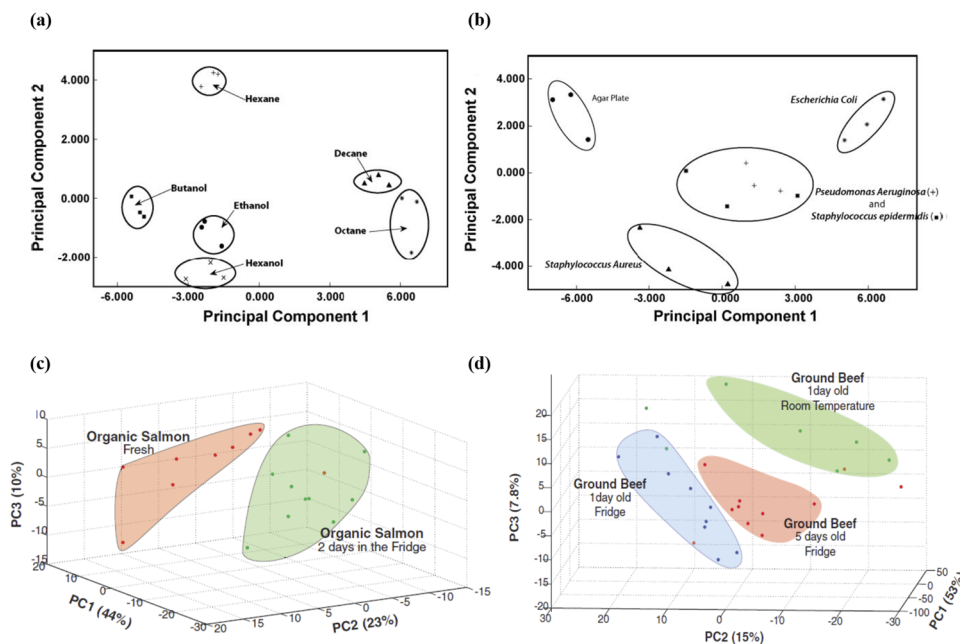 (a)
Principal Component 2
4.000
2.000
0.000
-2.000
Hexane
Decane
Butanol
Ethanol
Octane
Hexanol
-6.000 -3.000 0.000 3.000 6.000
Principal Component 1
(b)
Principal Component 2
4.000
2.000
0.000
-2.000
-4.000
Agar Plate
Escherichia Coli
Pseudomonas Aeruginosa (+)
and
Staphylococcus epidermidis (■)
Staphylococcus Aureus
-6.000 -3.000 0.000 3.000 6.000
Principal Component 1
(c)
PC3 (10%)
10
5
0
-5
-10
-15
Organic Salmon
Fresh
Organic Salmon
2 days in the Fridge
20
10
0
-10
-20
-30
PC1 (44%)
20 15 10 5 0 -5 -10 -15
PC2 (23%)
(d)
PC3 (7.8%)
20
15
10
5
0
-5
-10
-15
-20
Ground Beef
1day old
Room Temperature
Ground Beef
1day old
Fridge
Ground Beef
5 days old
Fridge
30 20 10 0 -10 -20 -30
PC2 (15%)
50
0
-50
-100
PC1 (53%)